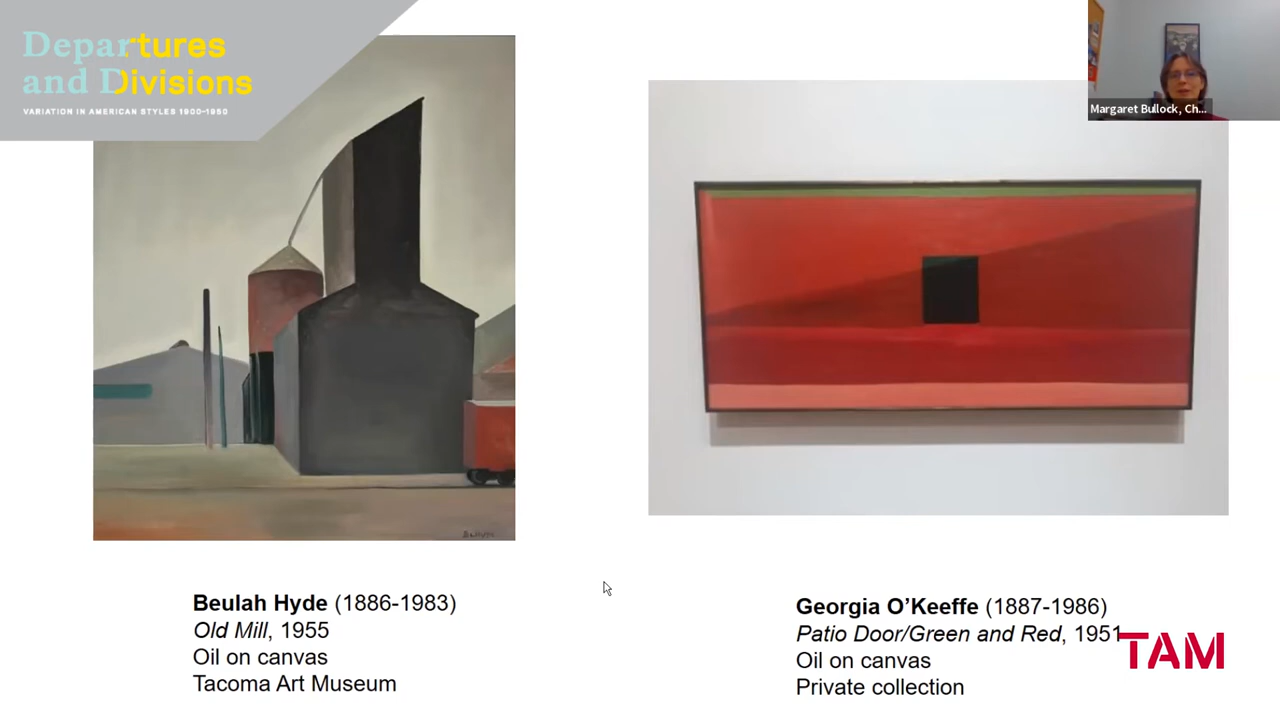 Departures
and Divisions
VARIATION IN AMERICAN STYLES 1900-1950
Margaret Bullock, Ch...
Beulah Hyde (1886-1983)
Old Mill, 1955
Oil on canvas
Tacoma Art Museum
Georgia O’Keeffe (1887-1986)
Patio Door/Green and Red, 1951
Oil on canvas
Private collection
TAM